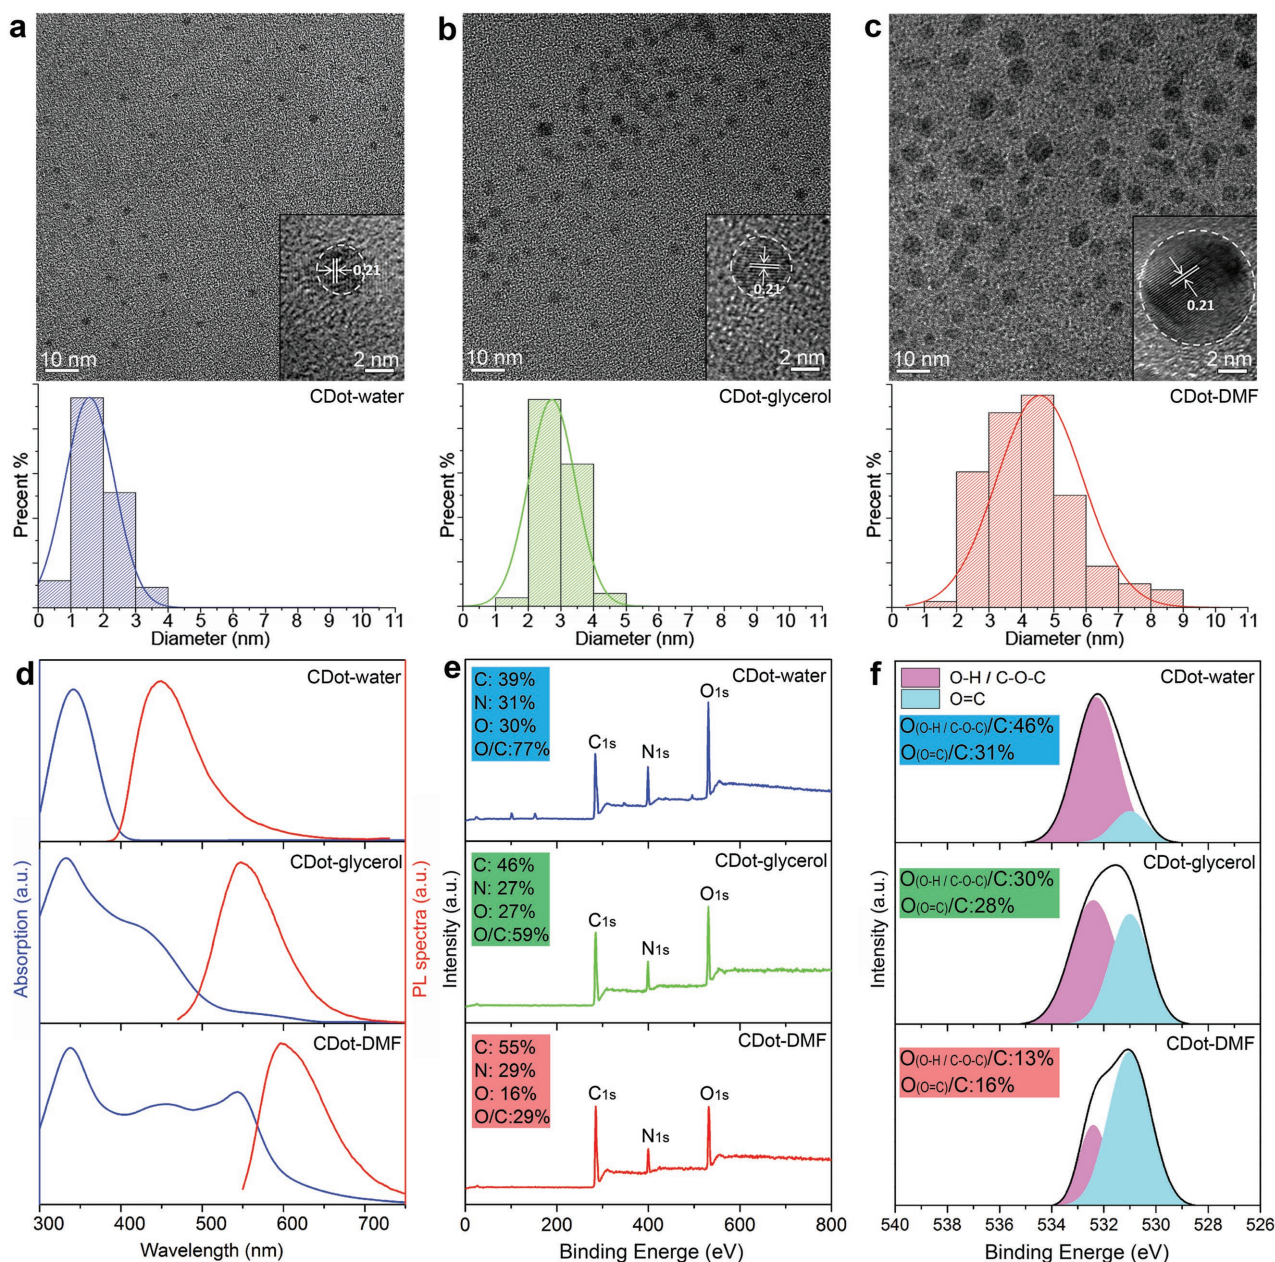 a
0.21
10 nm
2 nm
CDot-water
Precent %
0 1 2 3 4 5 6 7 8 9 10 11
Diameter (nm)
b
0.21
10 nm
2 nm
CDot-glycerol
Precent %
0 1 2 3 4 5 6 7 8 9 10 11
Diameter (nm)
c
0.21
10 nm
2 nm
CDot-DMF
Precent %
0 1 2 3 4 5 6 7 8 9 10 11
Diameter (nm)
d
CDot-water
CDot-glycerol
CDot-DMF
Absorption (a.u.)
PL spectra (a.u.)
300 400 500 600 700
Wavelength (nm)
e
C: 39%
N: 31%
O: 30%
O/C:77%
C1s
N1s
O1s
CDot-water
C: 46%
N: 27%
O: 27%
O/C:59%
C1s
N1s
O1s
CDot-glycerol
C: 55%
N: 29%
O: 16%
O/C:29%
C1s
N1s
O1s
CDot-DMF
Intensity (a.u.)
0 200 400 600 800
Binding Energe (eV)
f
O-H / C-O-C
O=C
CDot-water
O(O-H / C-O-C)/C:46%
O(O=C)/C:31%
CDot-glycerol
O(O-H / C-O-C)/C:30%
O(O=C)/C:28%
CDot-DMF
O(O-H / C-O-C)/C:13%
O(O=C)/C:16%
Intensity (a.u.)
540 538 536 534 532 530 528 526
Binding Energe (eV)